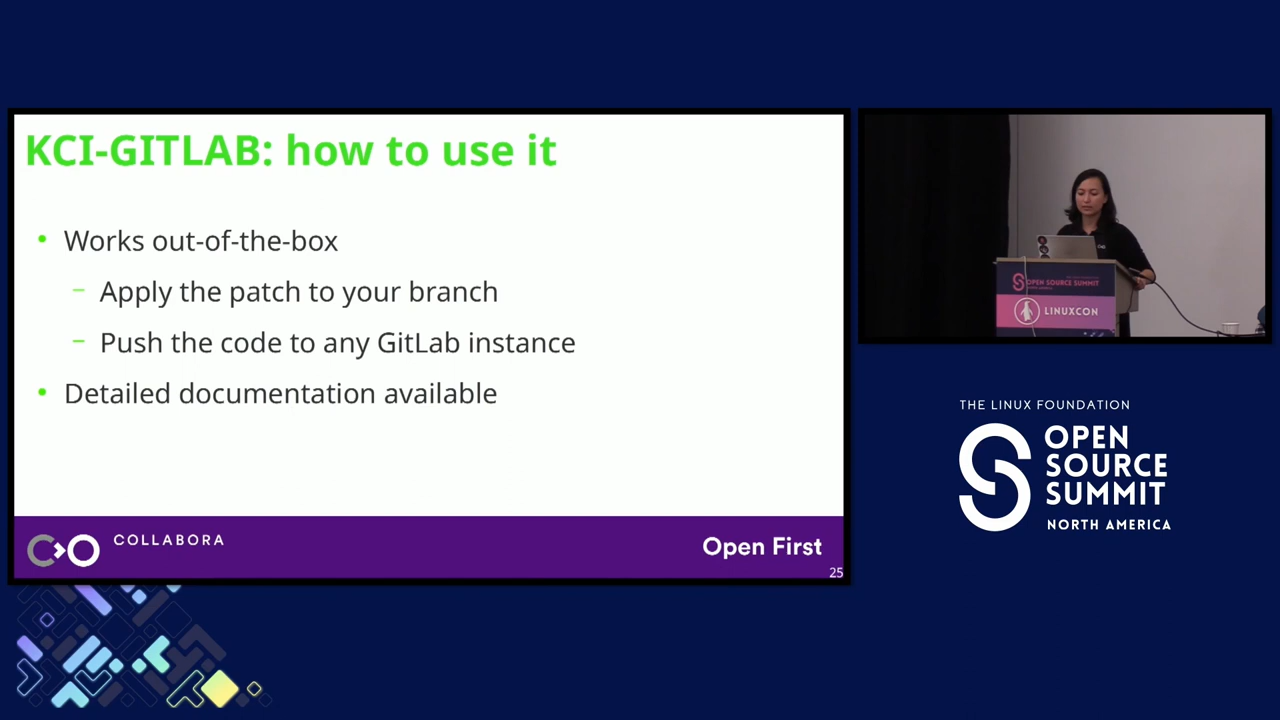 KCI-GITLAB: how to use it
• Works out-of-the-box
– Apply the patch to your branch
– Push the code to any GitLab instance
• Detailed documentation available
COLLABORA
Open First
25
OPEN SOURCE SUMMIT
LINUXCON
THE LINUX FOUNDATION
OPEN
SOURCE
SUMMIT
NORTH AMERICA